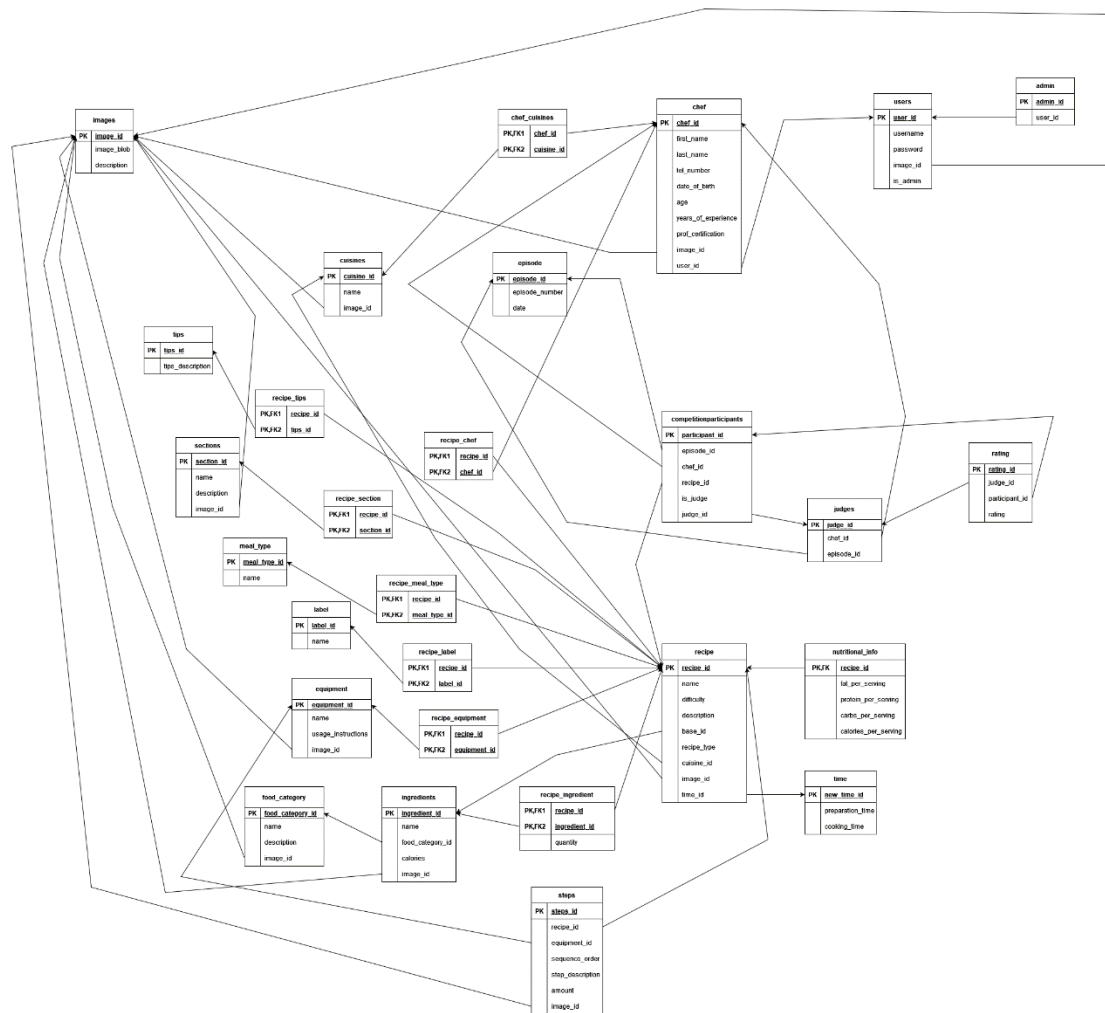 images
PK image_id
image_blob
description
chef_cuisines
PK,FK1 chef_id
PK,FK2 cuisine_id
chef
PK chef_id
first_name
last_name
tel_number
date_of_birth
age
years_of_experience
prof_certification
image_id
user_id
users
PK user_id
username
password
image_id
is_admin
admin
PK admin_id
user_id
cuisines
PK cuisine_id
name
image_id
episode
PK episode_id
episode_number
date
tips
PK tips_id
tips_description
recipe_tips
PK,FK1 recipe_id
PK,FK2 tips_id
sections
PK section_id
name
description
image_id
recipe_chef
PK,FK1 recipe_id
PK,FK2 chef_id
competitionparticipants
PK participant_id
episode_id
chef_id
recipe_id
is_judge
judge_id
rating
PK rating_id
judge_id
participant_id
rating
recipe_section
PK,FK1 recipe_id
PK,FK2 section_id
judges
PK judge_id
chef_id
episode_id
meal_type
PK meal_type_id
name
recipe_meal_type
PK,FK1 recipe_id
PK,FK2 meal_type_id
label
PK label_id
name
recipe_label
PK,FK1 recipe_id
PK,FK2 label_id
recipe
PK recipe_id
name
difficulty
description
base_id
recipe_type
cuisine_id
image_id
time_id
nutritional_info
PK,FK recipe_id
fat_per_serving
protein_per_serving
carbs_per_serving
calories_per_serving
equipment
PK equipment_id
name
usage_instructions
image_id
recipe_equipment
PK,FK1 recipe_id
PK,FK2 equipment_id
time
PK new_time_id
preparation_time
cooking_time
food_category
PK food_category_id
name
description
image_id
ingredients
PK ingredient_id
name
food_category_id
calories
image_id
recipe_ingredient
PK,FK1 recipe_id
PK,FK2 ingredient_id
quantity
steps
PK steps_id
recipe_id
equipment_id
sequence_order
step_description
amount
image_id